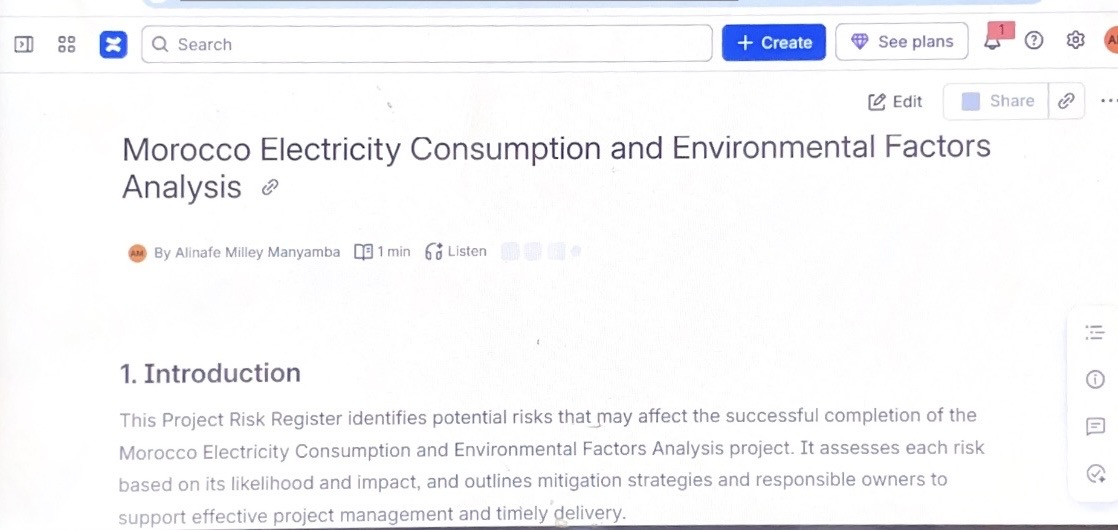 Search
+ Create
See plans
1
Edit
Share
Morocco Electricity Consumption and Environmental Factors
Analysis
AM By Alinafe Milley Manyamba 1 min Listen
1. Introduction
This Project Risk Register identifies potential risks that may affect the successful completion of the
Morocco Electricity Consumption and Environmental Factors Analysis project. It assesses each risk
based on its likelihood and impact, and outlines mitigation strategies and responsible owners to
support effective project management and timely delivery.